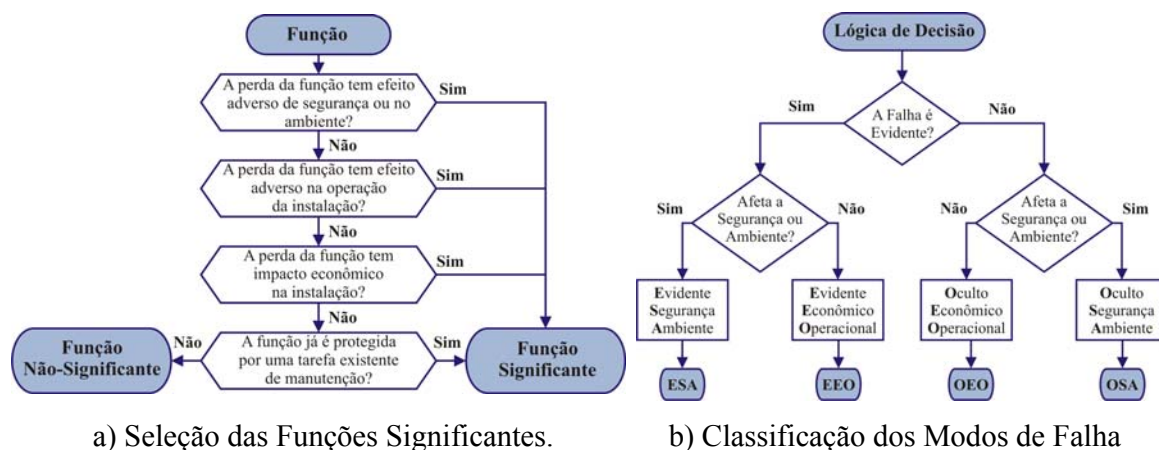 Função
A perda da função tem efeito
adverso de segurança ou no
ambiente?
Sim
Não
A perda da função tem efeito
adverso na operação
da instalação?
Sim
Não
A perda da função tem
impacto econômico
na instalação?
Sim
Não
A função já é protegida
por uma tarefa existente
de manutenção?
Não
Sim
Função
Não-Significante
Função
Significante
a) Seleção das Funções Significantes.
Lógica de Decisão
A Falha é
Evidente?
Sim
Não
Afeta a
Segurança ou
Ambiente?
Sim
Não
Afeta a
Segurança ou
Ambiente?
Não
Sim
Evidente
Segurança
Ambiente
Evidente
Econômico
Operacional
Oculto
Econômico
Operacional
Oculto
Segurança
Ambiente
ESA
EEO
OEO
OSA
b) Classificação dos Modos de Falha